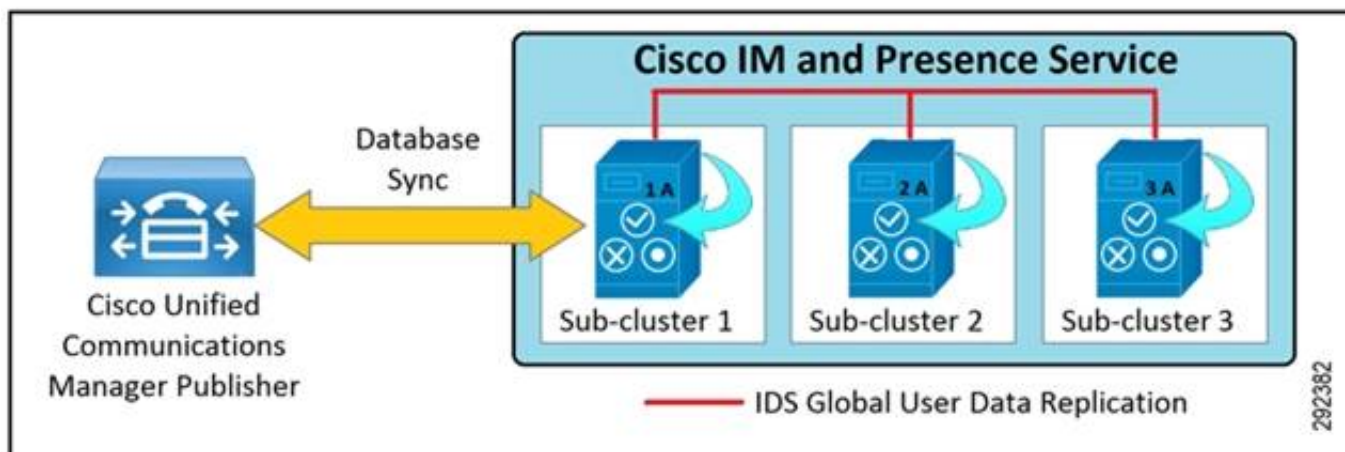 Cisco IM and Presence Service
Database
Sync
1 A
2 A
3 A
Cisco Unified
Communications
Manager Publisher
Sub-cluster 1
Sub-cluster 2
Sub-cluster 3
IDS Global User Data Replication
292382